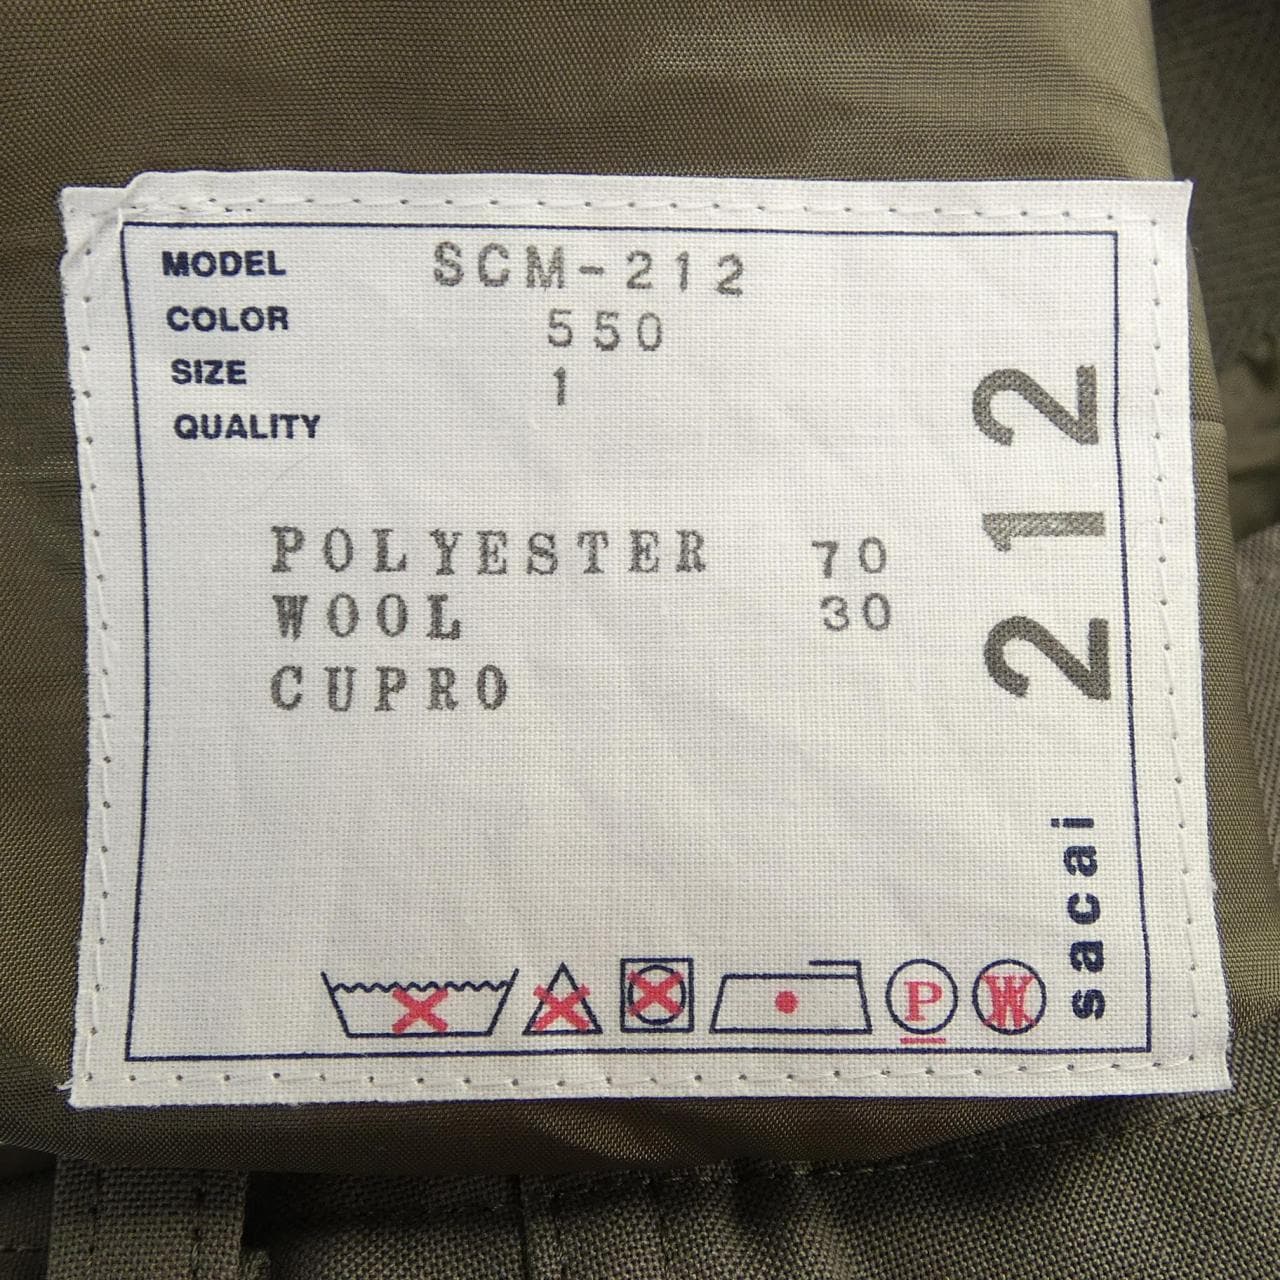 MODEL SCM-212
COLOR 550
SIZE 1
QUALITY
POLYESTER 70
WOOL 30
CUPRO
212
sacai
P
W